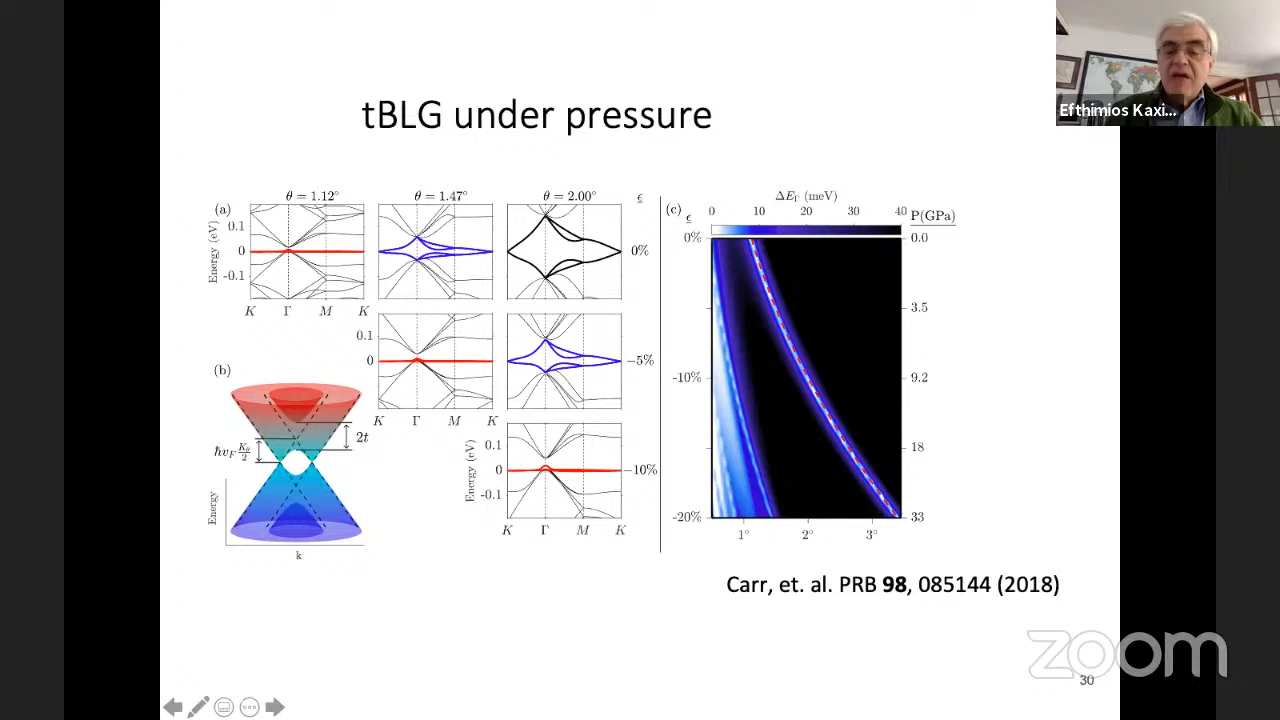 Efthimios Kaxi...
tBLG under pressure
(a)
θ = 1.12°
θ = 1.47°
θ = 2.00°
ϵ
Energy (eV)
0.1
0
-0.1
0%
K Γ M K
0.1
0
−5%
K Γ M K
Energy (eV)
0.1
0
-0.1
−10%
K Γ M K
(b)
ℏv_F K_θ/2
2t
Energy
k
(c)
ΔE_Γ (meV)
ϵ
0 10 20 30 40
P(GPa)
0% 0.0
3.5
-10% 9.2
18
-20% 33
1° 2° 3°
Carr, et. al. PRB 98, 085144 (2018)
zoom
30